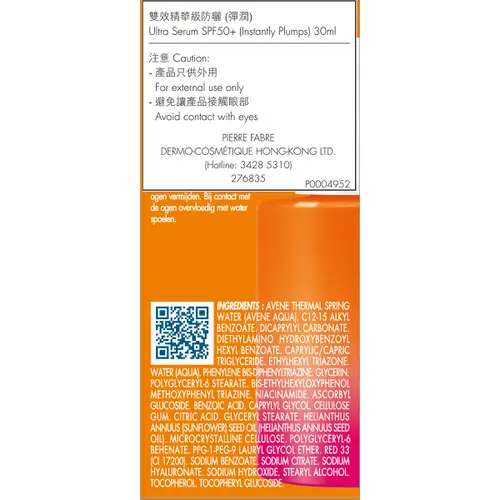 雙效精華級防曬 (彈潤)
Ultra Serum SPF50+ (Instantly Plumps) 30ml
注意 Caution:
- 產品只供外用
For external use only
- 避免讓產品接觸眼部
Avoid contact with eyes
PIERRE FABRE
DERMO-COSMÉTIQUE HONG-KONG LTD.
(Hotline: 3428 5310)
276835
P0004952
ogen vermijden. Bij contact met
de ogen overvloedig met water
spoelen.
INGREDIENTS : AVENE THERMAL SPRING
WATER (AVENE AQUA). C12-15 ALKYL
BENZOATE. DICAPRYLYL CARBONATE.
DIETHYLAMINO HYDROXYBENZOYL
HEXYL BENZOATE. CAPRYLIC/CAPRIC
TRIGLYCERIDE. ETHYLHEXYL TRIAZONE.
WATER (AQUA). PHENYLENE BIS-DIPHENYLTRIAZINE. GLYCERIN.
POLYGLYCERYL-6 STEARATE. BIS-ETHYLHEXYLOXYPHENOL
METHOXYPHENYL TRIAZINE. NIACINAMIDE. ASCORBYL
GLUCOSIDE. BENZOIC ACID. CAPRYLYL GLYCOL. CELLULOSE
GUM. CITRIC ACID. GLYCERYL STEARATE. HELIANTHUS
ANNUUS (SUNFLOWER) SEED OIL (HELIANTHUS ANNUUS SEED
OIL). MICROCRYSTALLINE CELLULOSE. POLYGLYCERYL-6
BEHENATE. PPG-1-PEG-9 LAURYL GLYCOL ETHER. RED 33
(CI 17200). SODIUM BENZOATE. SODIUM CITRATE. SODIUM
HYALURONATE. SODIUM HYDROXIDE. STEARYL ALCOHOL.
TOCOPHEROL. TOCOPHERYL GLUCOSIDE.